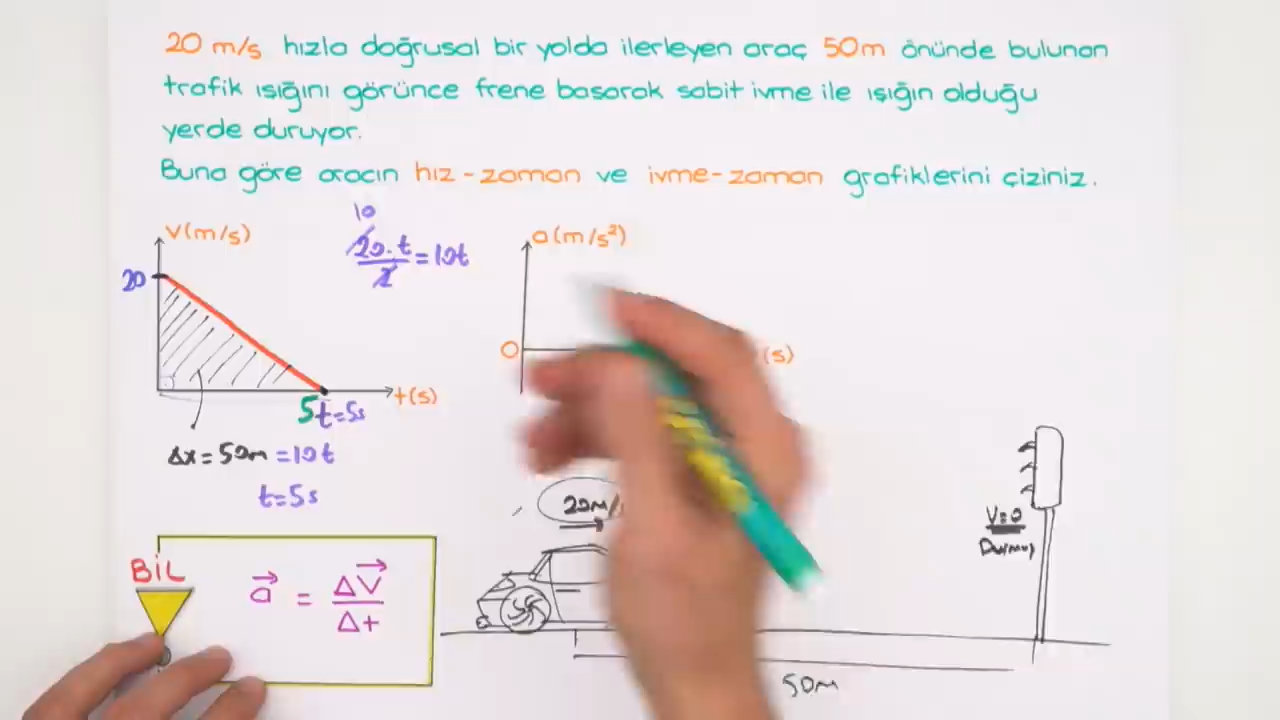 20 m/s hızla doğrusal bir yolda ilerleyen araç 50m önünde bulunan
trafik ışığını görünce frene basarak sabit ivme ile ışığın olduğu
yerde duruyor.
Buna göre aracın hız-zaman ve ivme-zaman grafiklerini çiziniz.
v(m/s)
20
5 t=5s
t(s)
10
20.t/2 = 10t
Δx = 50m = 10t
t=5s
a(m/s²)
0
(s)
BİL
a = ΔV/Δt
20M/
V=0
50M